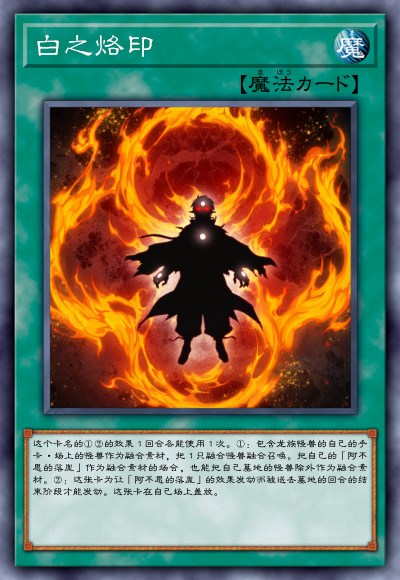 白之烙印
魔
【魔法カード】
这个卡名的①②的效果1回合各能使用1次。①:包含龙族怪兽的自己的手
卡·场上的怪兽作为融合素材,把1只融合怪兽融合召唤。把自己的「阿不
思的落胤」作为融合素材的场合,也能把自己墓地的怪兽除外作为融合素
材。②:这张卡为让「阿不思的落胤」的效果发动而被送去墓地的回合的结
束阶段才能发动。这张卡在自己场上盖放。